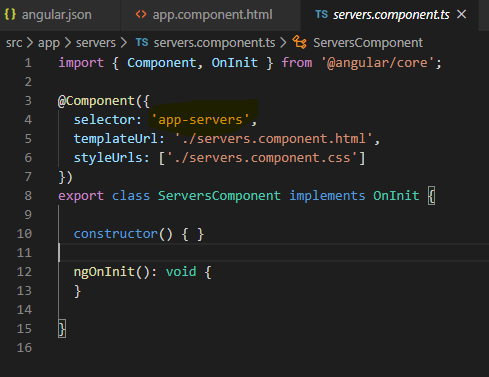 {} angular.json <> app.component.html TS servers.component.ts ×
src > app > servers > TS servers.component.ts > ServersComponent
1 import { Component, OnInit } from '@angular/core';
2
3 @Component({
4 selector: 'app-servers',
5 templateUrl: './servers.component.html',
6 styleUrls: ['./servers.component.css']
7 })
8 export class ServersComponent implements OnInit {
9
10 constructor() { }
11
12 ngOnInit(): void {
13 }
14
15 }
16